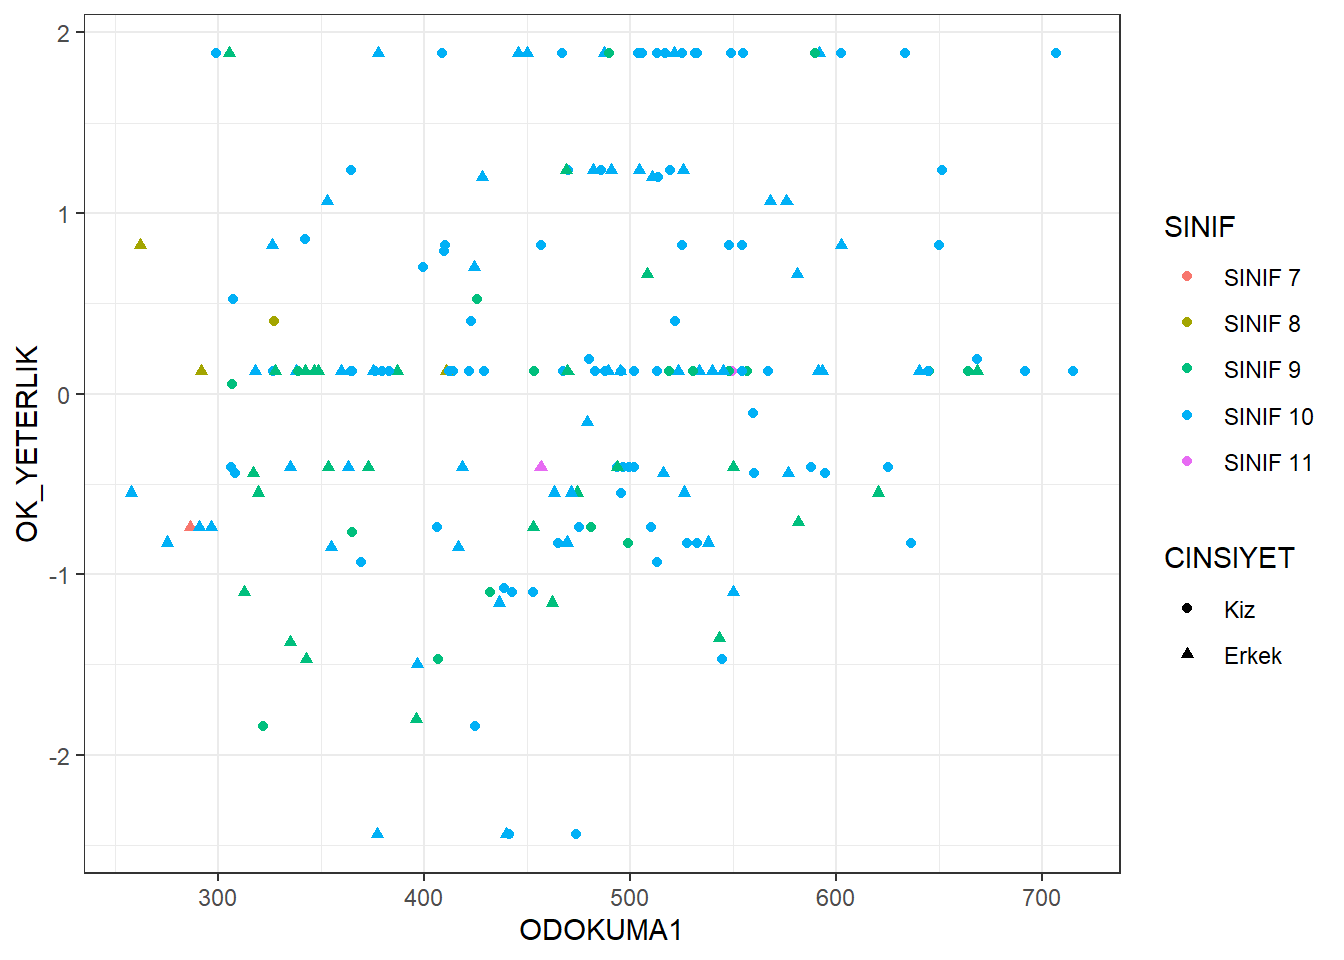 2
1
0
-1
-2
OK_YETERLIK
300 400 500 600 700
ODOKUMA1
SINIF
SINIF 7
SINIF 8
SINIF 9
SINIF 10
SINIF 11
CINSIYET
Kiz
Erkek